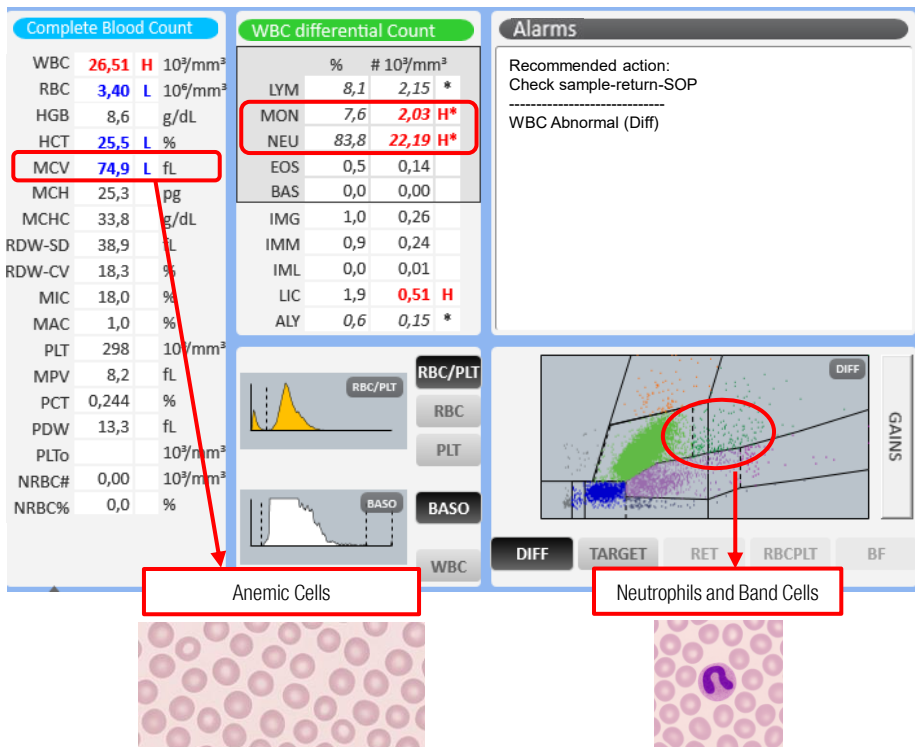 Complete Blood Count
WBC 26,51 H 10³/mm³
RBC 3,40 L 10⁶/mm³
HGB 8,6 g/dL
HCT 25,5 L %
MCV 74,9 L fL
MCH 25,3 pg
MCHC 33,8 g/dL
RDW-SD 38,9 fL
RDW-CV 18,3 %
MIC 18,0 %
MAC 1,0 %
PLT 298 10³/mm³
MPV 8,2 fL
PCT 0,244 %
PDW 13,3 fL
PLTo 10³/mm³
NRBC# 0,00 10³/mm³
NRBC% 0,0 %
WBC differential Count
% # 10³/mm³
LYM 8,1 2,15 *
MON 7,6 2,03 H*
NEU 83,8 22,19 H*
EOS 0,5 0,14
BAS 0,0 0,00
IMG 1,0 0,26
IMM 0,9 0,24
IML 0,0 0,01
LIC 1,9 0,51 H
ALY 0,6 0,15 *
Alarms
Recommended action:
Check sample-return-SOP
-----------------------------
WBC Abnormal (Diff)
RBC/PLT
RBC/PLT
RBC
PLT
BASO
BASO
WBC
DIFF
GAINS
DIFF TARGET RET RBCPLT BF
Anemic Cells
Neutrophils and Band Cells